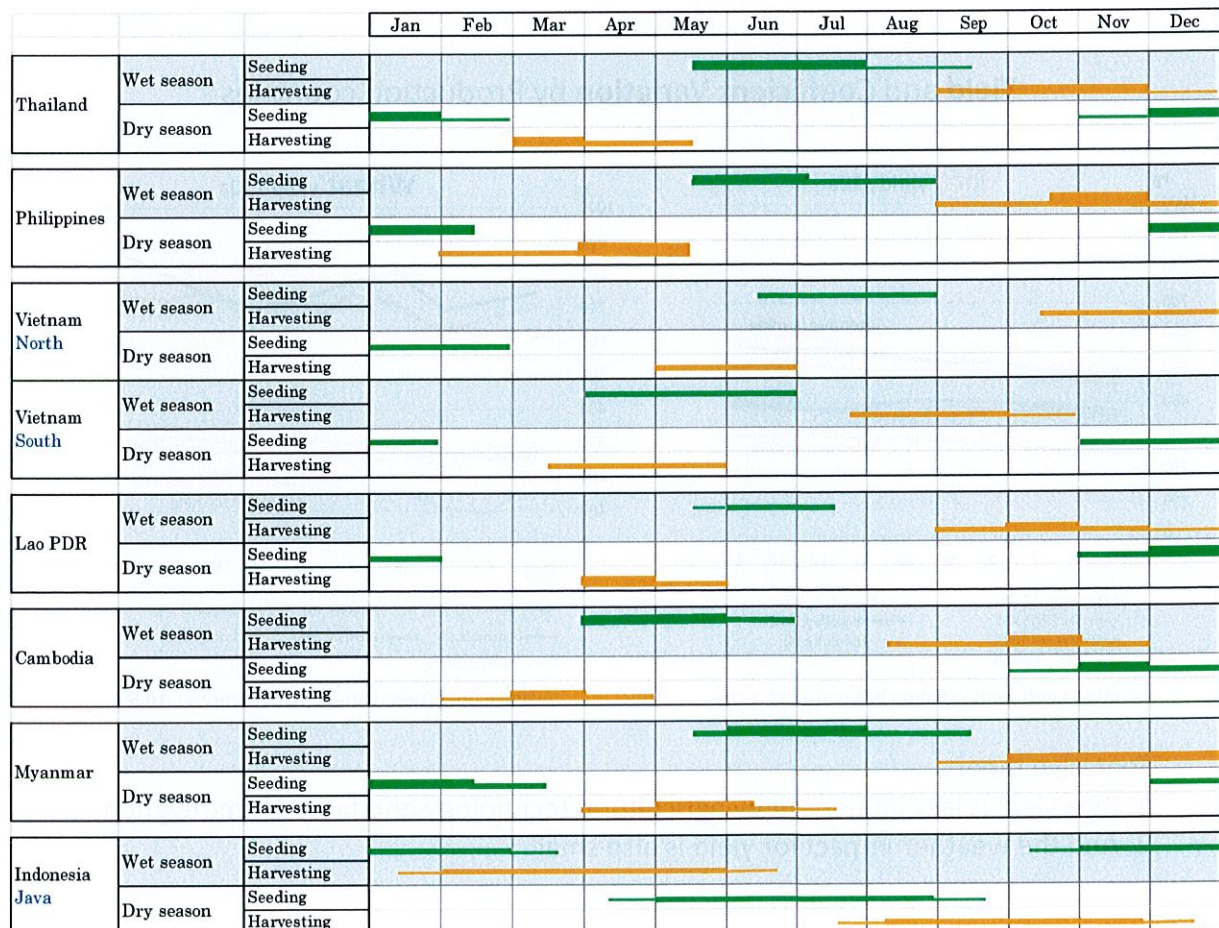 Jan Feb Mar Apr May Jun Jul Aug Sep Oct Nov Dec
Thailand
Wet season
Seeding
Harvesting
Dry season
Seeding
Harvesting
Philippines
Wet season
Seeding
Harvesting
Dry season
Seeding
Harvesting
Vietnam
North
Wet season
Seeding
Harvesting
Dry season
Seeding
Harvesting
Vietnam
South
Wet season
Seeding
Harvesting
Dry season
Seeding
Harvesting
Lao PDR
Wet season
Seeding
Harvesting
Dry season
Seeding
Harvesting
Cambodia
Wet season
Seeding
Harvesting
Dry season
Seeding
Harvesting
Myanmar
Wet season
Seeding
Harvesting
Dry season
Seeding
Harvesting
Indonesia
Java
Wet season
Seeding
Harvesting
Dry season
Seeding
Harvesting